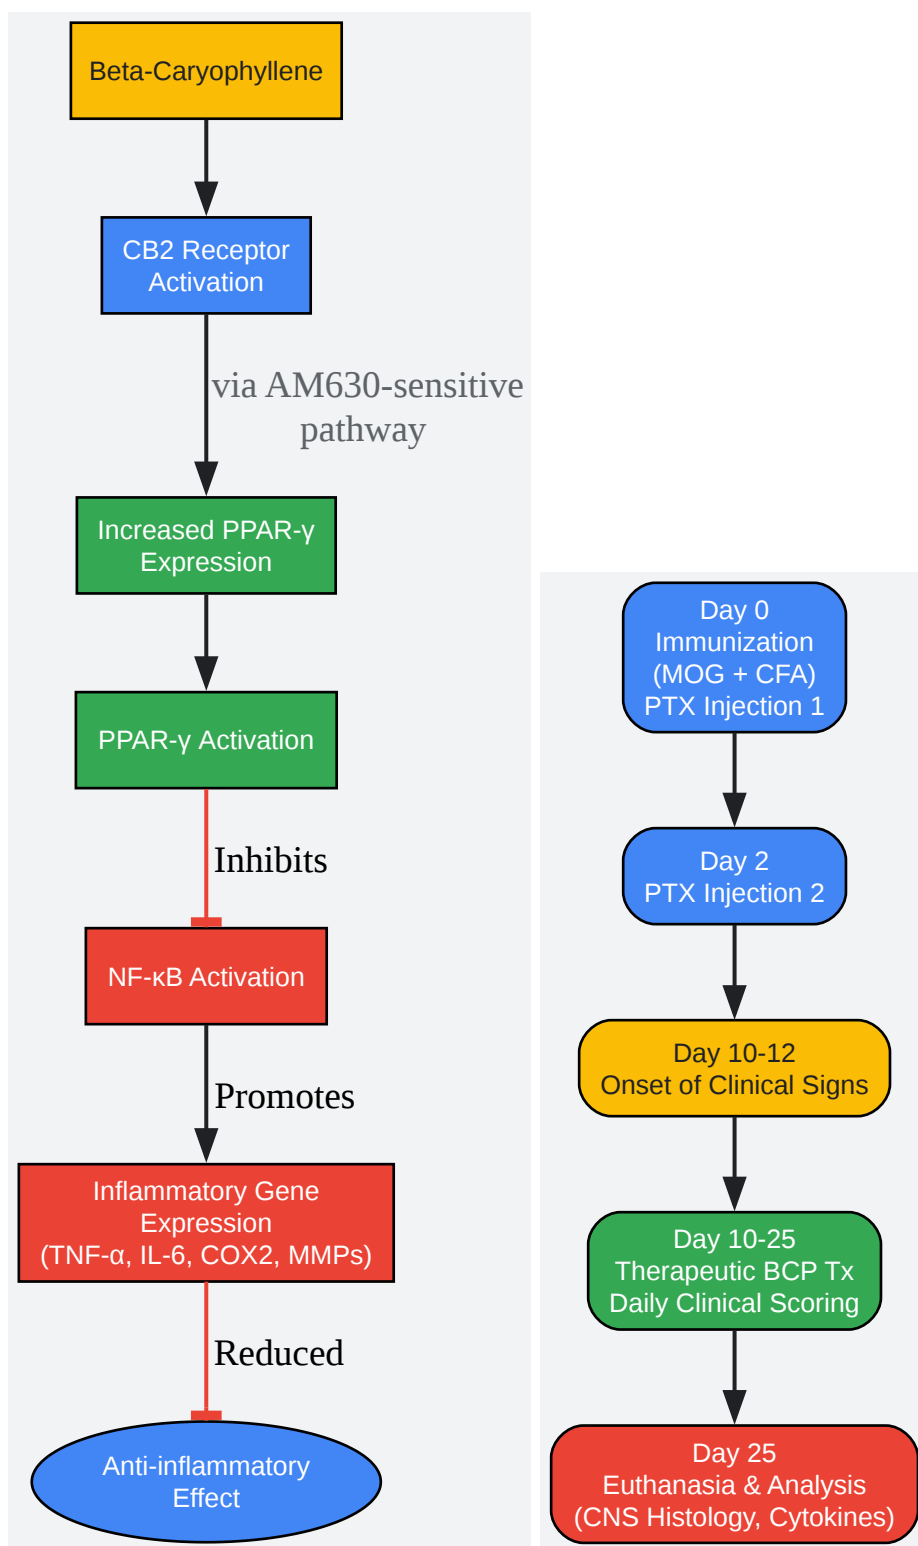 Beta-Caryophyllene
CB2 Receptor
Activation
via AM630-sensitive
pathway
Increased PPAR-γ
Expression
PPAR-γ Activation
Inhibits
NF-κB Activation
Promotes
Inflammatory Gene
Expression
(TNF-α, IL-6, COX2, MMPs)
Reduced
Anti-inflammatory
Effect
Day 0
Immunization
(MOG + CFA)
PTX Injection 1
Day 2
PTX Injection 2
Day 10-12
Onset of Clinical Signs
Day 10-25
Therapeutic BCP Tx
Daily Clinical Scoring
Day 25
Euthanasia & Analysis
(CNS Histology, Cytokines)